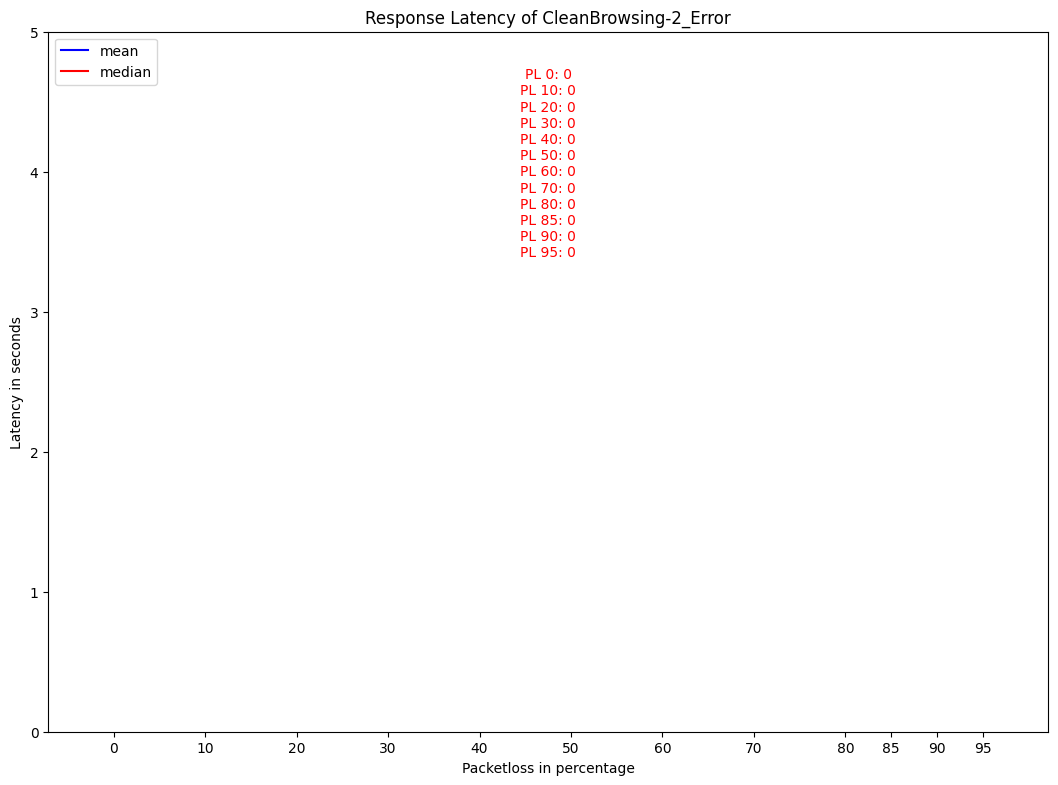 Response Latency of CleanBrowsing-2_Error
mean
median
PL 0: 0
PL 10: 0
PL 20: 0
PL 30: 0
PL 40: 0
PL 50: 0
PL 60: 0
PL 70: 0
PL 80: 0
PL 85: 0
PL 90: 0
PL 95: 0
Latency in seconds
5
4
3
2
1
0
0 10 20 30 40 50 60 70 80 85 90 95
Packetloss in percentage